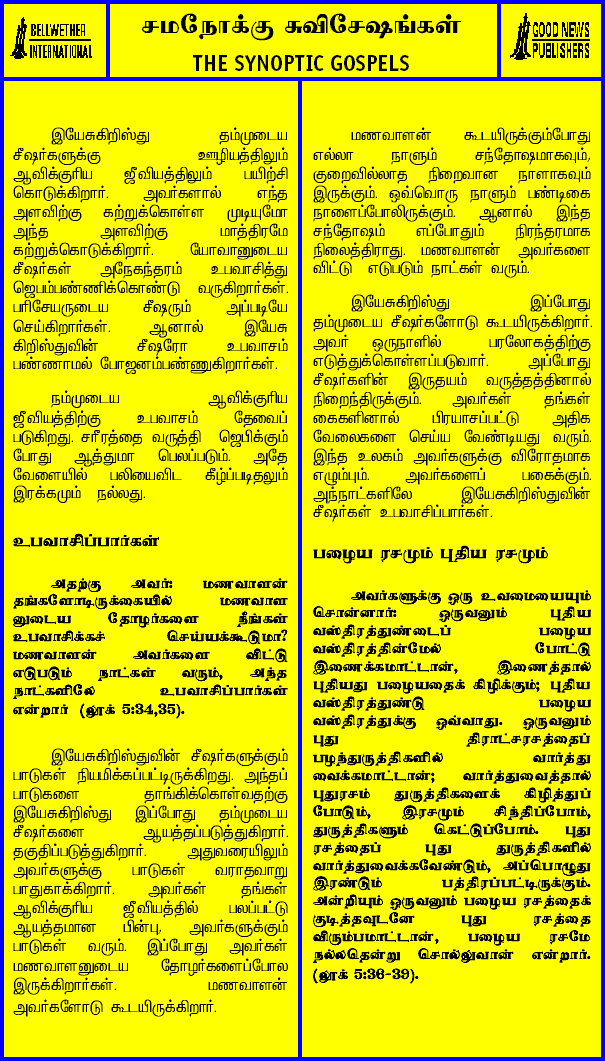 BELLWETHER
INTERNATIONAL
சமநோக்கு சுவிசேஷங்கள்
THE SYNOPTIC GOSPELS
GOOD NEWS
PUBLISHERS
இயேசுகிறிஸ்து தம்முடைய
சீஷர்களுக்கு ஊழியத்திலும்
ஆவிக்குரிய ஜீவியத்திலும் பயிற்சி
கொடுக்கிறார். அவர்களால் எந்த
அளவிற்கு கற்றுக்கொள்ள முடியுமோ
அந்த அளவிற்கு மாத்திரமே
கற்றுக்கொடுக்கிறார். யோவானுடைய
சீஷர்கள் அநேகந்தரம் உபவாசித்து
ஜெபம்பண்ணிக்கொண்டு வருகிறார்கள்.
பரிசேயருடைய சீஷரும் அப்படியே
செய்கிறார்கள். ஆனால் இயேசு
கிறிஸ்துவின் சீஷரோ உபவாசம்
பண்ணாமல் போஜனம்பண்ணுகிறார்கள்.
நம்முடைய ஆவிக்குரிய
ஜீவியத்திற்கு உபவாசம் தேவைப்
படுகிறது. சரீரத்தை வருத்தி ஜெபிக்கும்
போது ஆத்துமா பெலப்படும். அதே
வேளையில் பலியைவிட கீழ்ப்படிதலும்
இரக்கமும் நல்லது.
உபவாசிப்பார்கள்
அதற்கு அவர்: மணவாளன்
தங்களோடிருக்கையில் மணவாள
னுடைய தோழர்களை நீங்கள்
உபவாசிக்கச் செய்யக்கூடுமா?
மணவாளன் அவர்களை விட்டு
எடுபடும் நாட்கள் வரும், அந்த
நாட்களிலே உபவாசிப்பார்கள்
என்றார் (லூக் 5:34,35).
இயேசுகிறிஸ்துவின் சீஷர்களுக்கும்
பாடுகள் நியமிக்கப்பட்டிருக்கிறது. அந்தப்
பாடுகளை தாங்கிக்கொள்வதற்கு
இயேசுகிறிஸ்து இப்போது தம்முடைய
சீஷர்களை ஆயத்தப்படுத்துகிறார்.
தகுதிப்படுத்துகிறார். அதுவரையிலும்
அவர்களுக்கு பாடுகள் வராதவாறு
பாதுகாக்கிறார். அவர்கள் தங்கள்
ஆவிக்குரிய ஜீவியத்தில் பலப்பட்டு
ஆயத்தமான பின்பு, அவர்களுக்கும்
பாடுகள் வரும். இப்போது அவர்கள்
மணவாளனுடைய தோழர்களைப்போல
இருக்கிறார்கள். மணவாளன்
அவர்களோடு கூடயிருக்கிறார்.
மணவாளன் கூடயிருக்கும்போது
எல்லா நாளும் சந்தோஷமாகவும்,
குறைவில்லாத நிறைவான நாளாகவும்
இருக்கும். ஒவ்வொரு நாளும் பண்டிகை
நாளைப்போலிருக்கும். ஆனால் இந்த
சந்தோஷம் எப்போதும் நிரந்தரமாக
நிலைத்திராது. மணவாளன் அவர்களை
விட்டு எடுபடும் நாட்கள் வரும்.
இயேசுகிறிஸ்து இப்போது
தம்முடைய சீஷர்களோடு கூடயிருக்கிறார்.
அவர் ஒருநாளில் பரலோகத்திற்கு
எடுத்துக்கொள்ளப்படுவார். அப்போது
சீஷர்களின் இருதயம் வருத்தத்தினால்
நிறைந்திருக்கும். அவர்கள் தங்கள்
கைகளினால் பிரயாசப்பட்டு அதிக
வேலைகளை செய்ய வேண்டியது வரும்.
இந்த உலகம் அவர்களுக்கு விரோதமாக
எழும்பும். அவர்களைப் பகைக்கும்.
அந்நாட்களிலே இயேசுகிறிஸ்துவின்
சீஷர்கள் உபவாசிப்பார்கள்.
பழைய ரசமும் புதிய ரசமும்
அவர்களுக்கு ஒரு உவமையையும்
சொன்னார்: ஒருவனும் புதிய
வஸ்திரத்துண்டைப் பழைய
வஸ்திரத்தின்மேல் போட்டு
இணைக்கமாட்டான், இணைத்தால்
புதியது பழையதைக் கிழிக்கும்; புதிய
வஸ்திரத்துண்டு பழைய
வஸ்திரத்துக்கு ஒவ்வாது. ஒருவனும்
புது திராட்சரசத்தைப்
பழந்துருத்திகளில் வார்த்து
வைக்கமாட்டான்; வார்த்துவைத்தால்
புதுரசம் துருத்திகளைக் கிழித்துப்
போடும், இரசமும் சிந்திப்போம்,
துருத்திகளும் கெட்டுப்போம். புது
ரசத்தைப் புது துருத்திகளில்
வார்த்துவைக்கவேண்டும், அப்பொழுது
இரண்டும் பத்திரப்பட்டிருக்கும்.
அன்றியும் ஒருவனும் பழைய ரசத்தைக்
குடித்தவுடனே புது ரசத்தை
விரும்பமாட்டான், பழைய ரசமே
நல்லதென்று சொல்லுவான் என்றார்.
(லூக் 5:36-39).